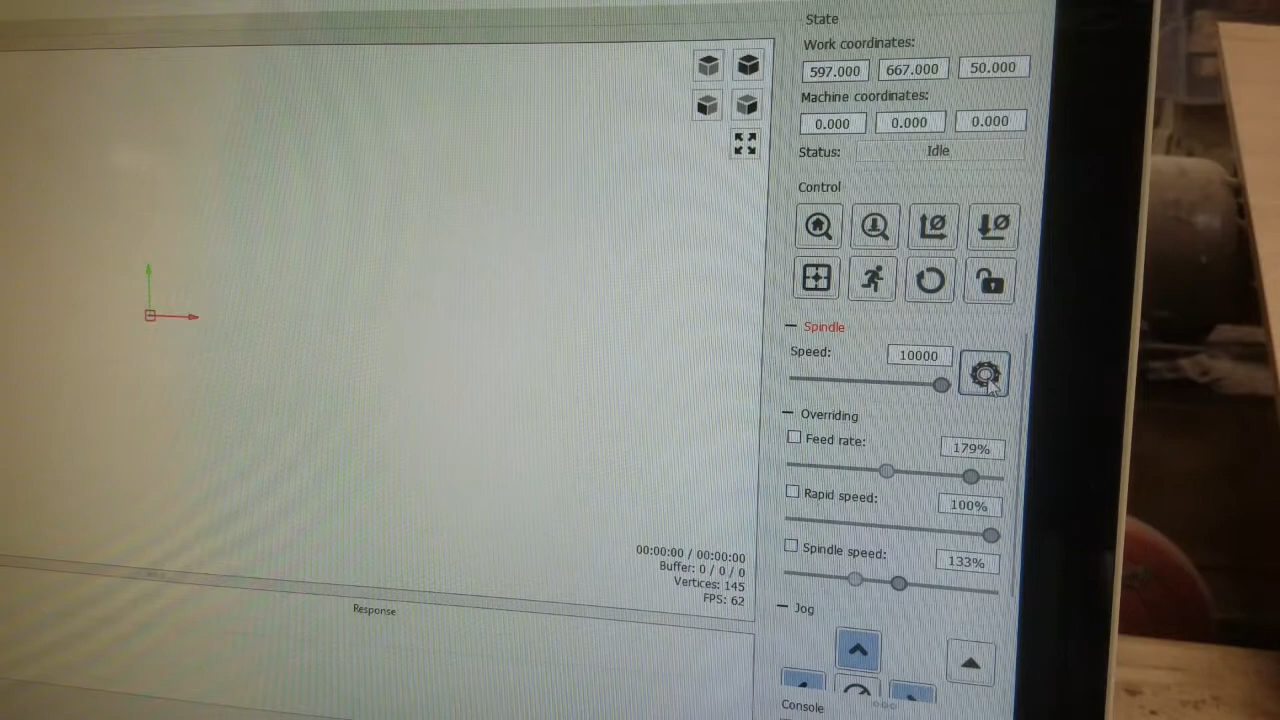 State
Work coordinates:
597.000 667.000 50.000
Machine coordinates:
0.000 0.000 0.000
Status: Idle
Control
Spindle
Speed: 10000
Overriding
Feed rate: 179%
Rapid speed: 100%
Spindle speed: 133%
00:00:00 / 00:00:00
Buffer: 0 / 0 / 0
Vertices: 145
FPS: 62
Jog
Response
Console